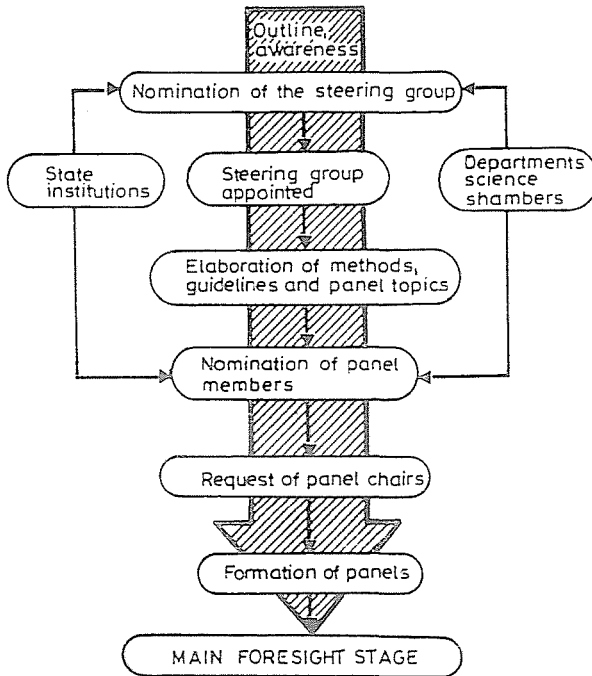 Outline,
awareness
Nomination of the steering group
State
institutions
Steering group
appointed
Departments
science
shambers
Elaboration of methods,
guidelines and panel topics
Nomination of panel
members
Request of panel chairs
Formation of panels
MAIN FORESIGHT STAGE